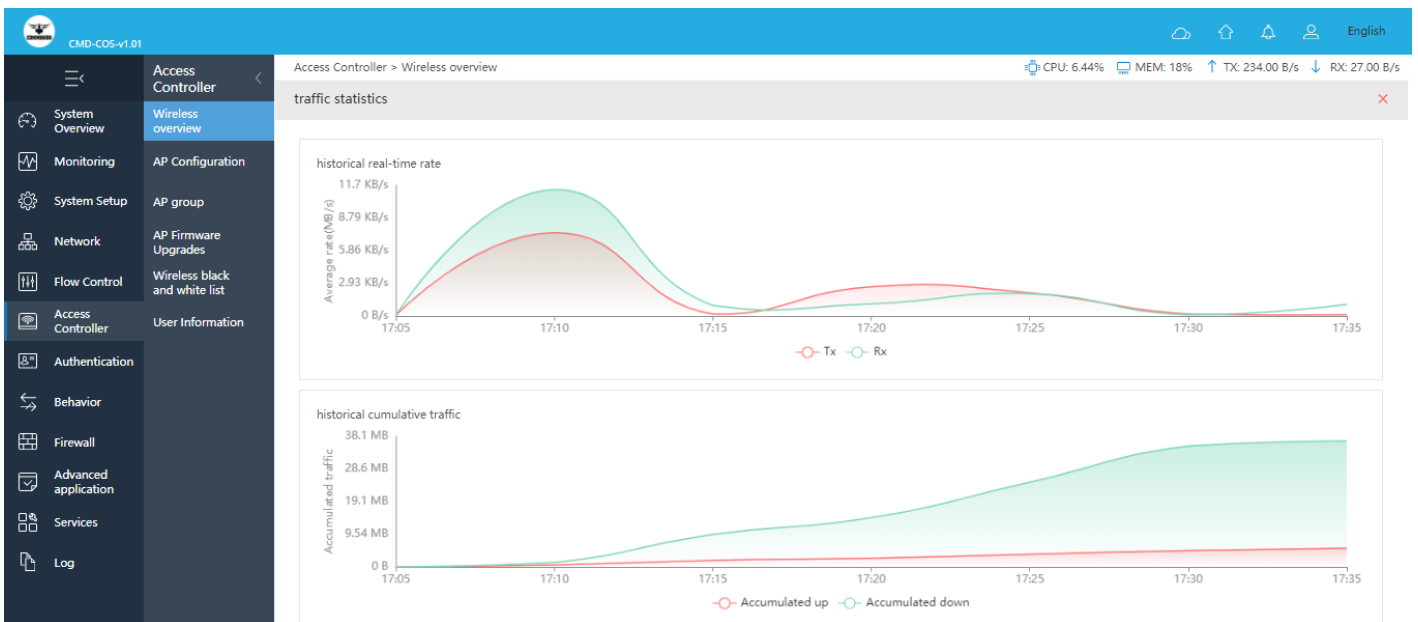 CMD-COS-v1.01
English
Access Controller
System Overview
Monitoring
System Setup
Network
Flow Control
Access Controller
Authentication
Behavior
Firewall
Advanced application
Services
Log
Wireless overview
AP Configuration
AP group
AP Firmware Upgrades
Wireless black and white list
User Information
Access Controller > Wireless overview
CPU: 6.44% MEM: 18% TX: 234.00 B/s RX: 27.00 B/s
traffic statistics
historical real-time rate
Average rate(MB/s)
11.7 KB/s
8.79 KB/s
5.86 KB/s
2.93 KB/s
0 B/s
17:05 17:10 17:15 17:20 17:25 17:30 17:35
Tx Rx
historical cumulative traffic
Accumulated traffic
38.1 MB
28.6 MB
19.1 MB
9.54 MB
0 B
17:05 17:10 17:15 17:20 17:25 17:30 17:35
Accumulated up Accumulated down